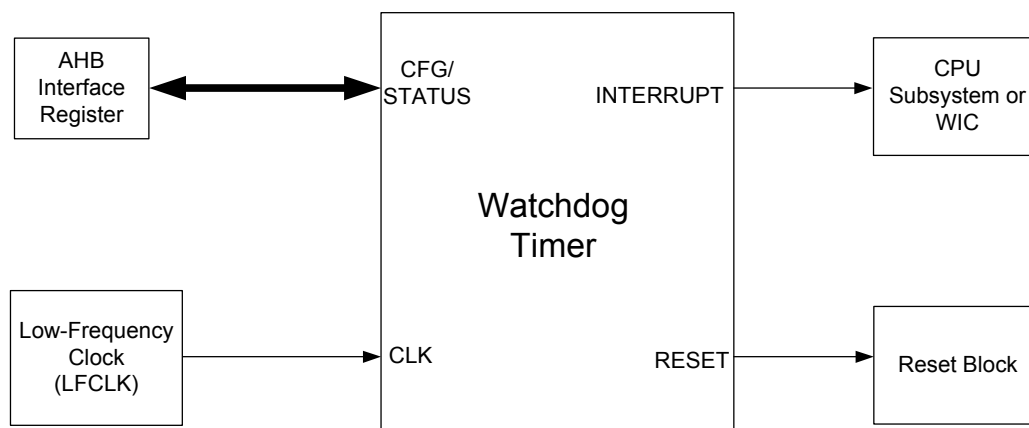 AHB
Interface
Register
CFG/
STATUS
INTERRUPT
CPU
Subsystem or
WIC
Watchdog
Timer
Low-Frequency
Clock
(LFCLK)
CLK
RESET
Reset Block